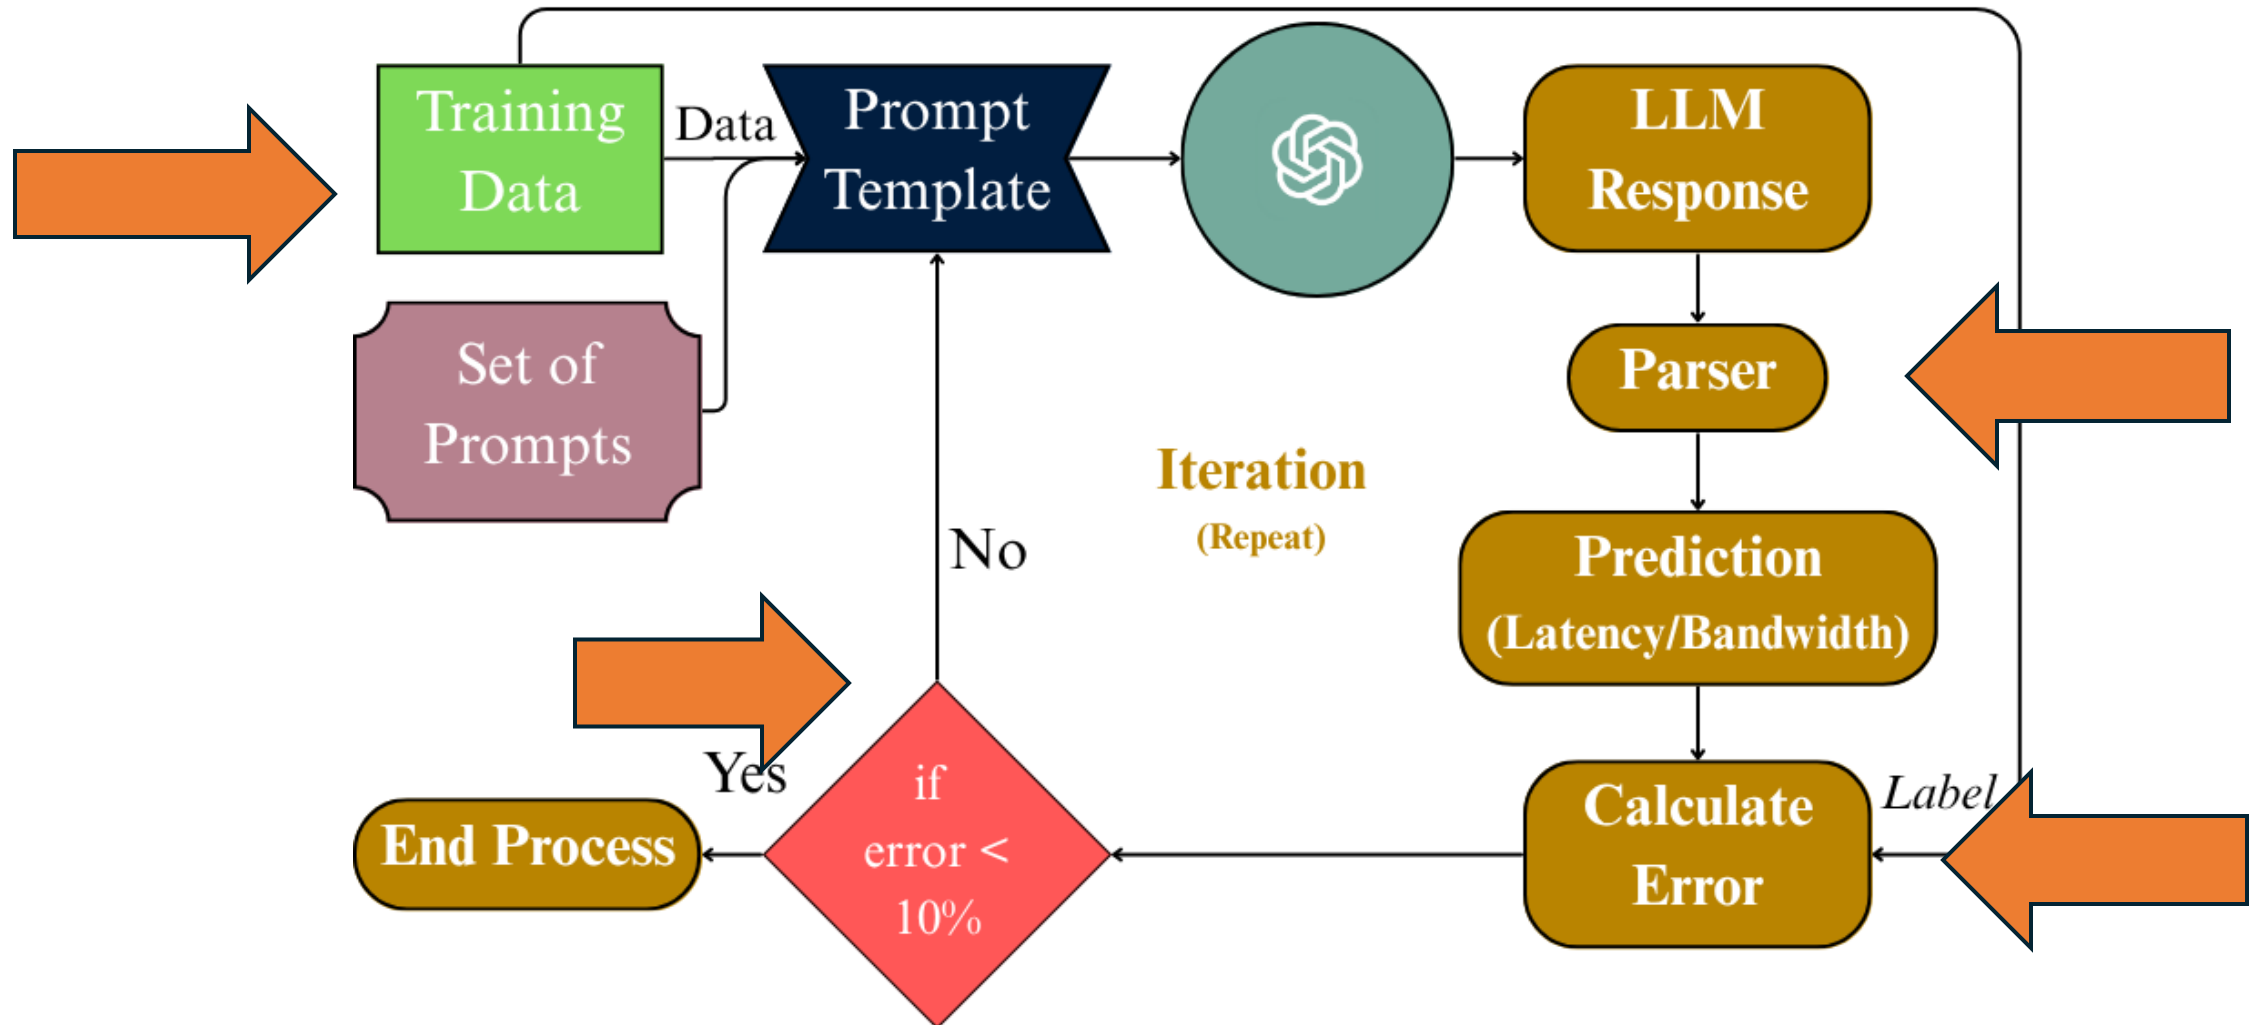 Training
Data
Data
Prompt
Template
LLM
Response
Set of
Prompts
Parser
Iteration
(Repeat)
No
Prediction
(Latency/Bandwidth)
Yes
if
error <
10%
End Process
Calculate
Error
Label